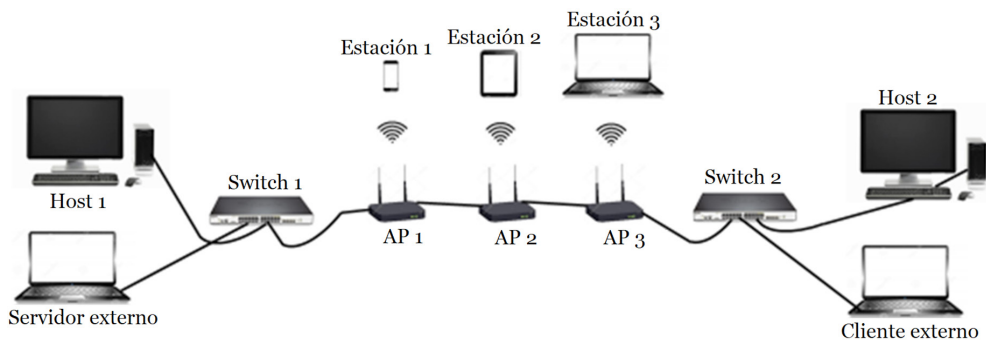 Estación 3
Estación 1
Estación 2
Host 2
Host 1
Switch 1
Switch 2
AP 1
AP 2
AP 3
Servidor externo
Cliente externo